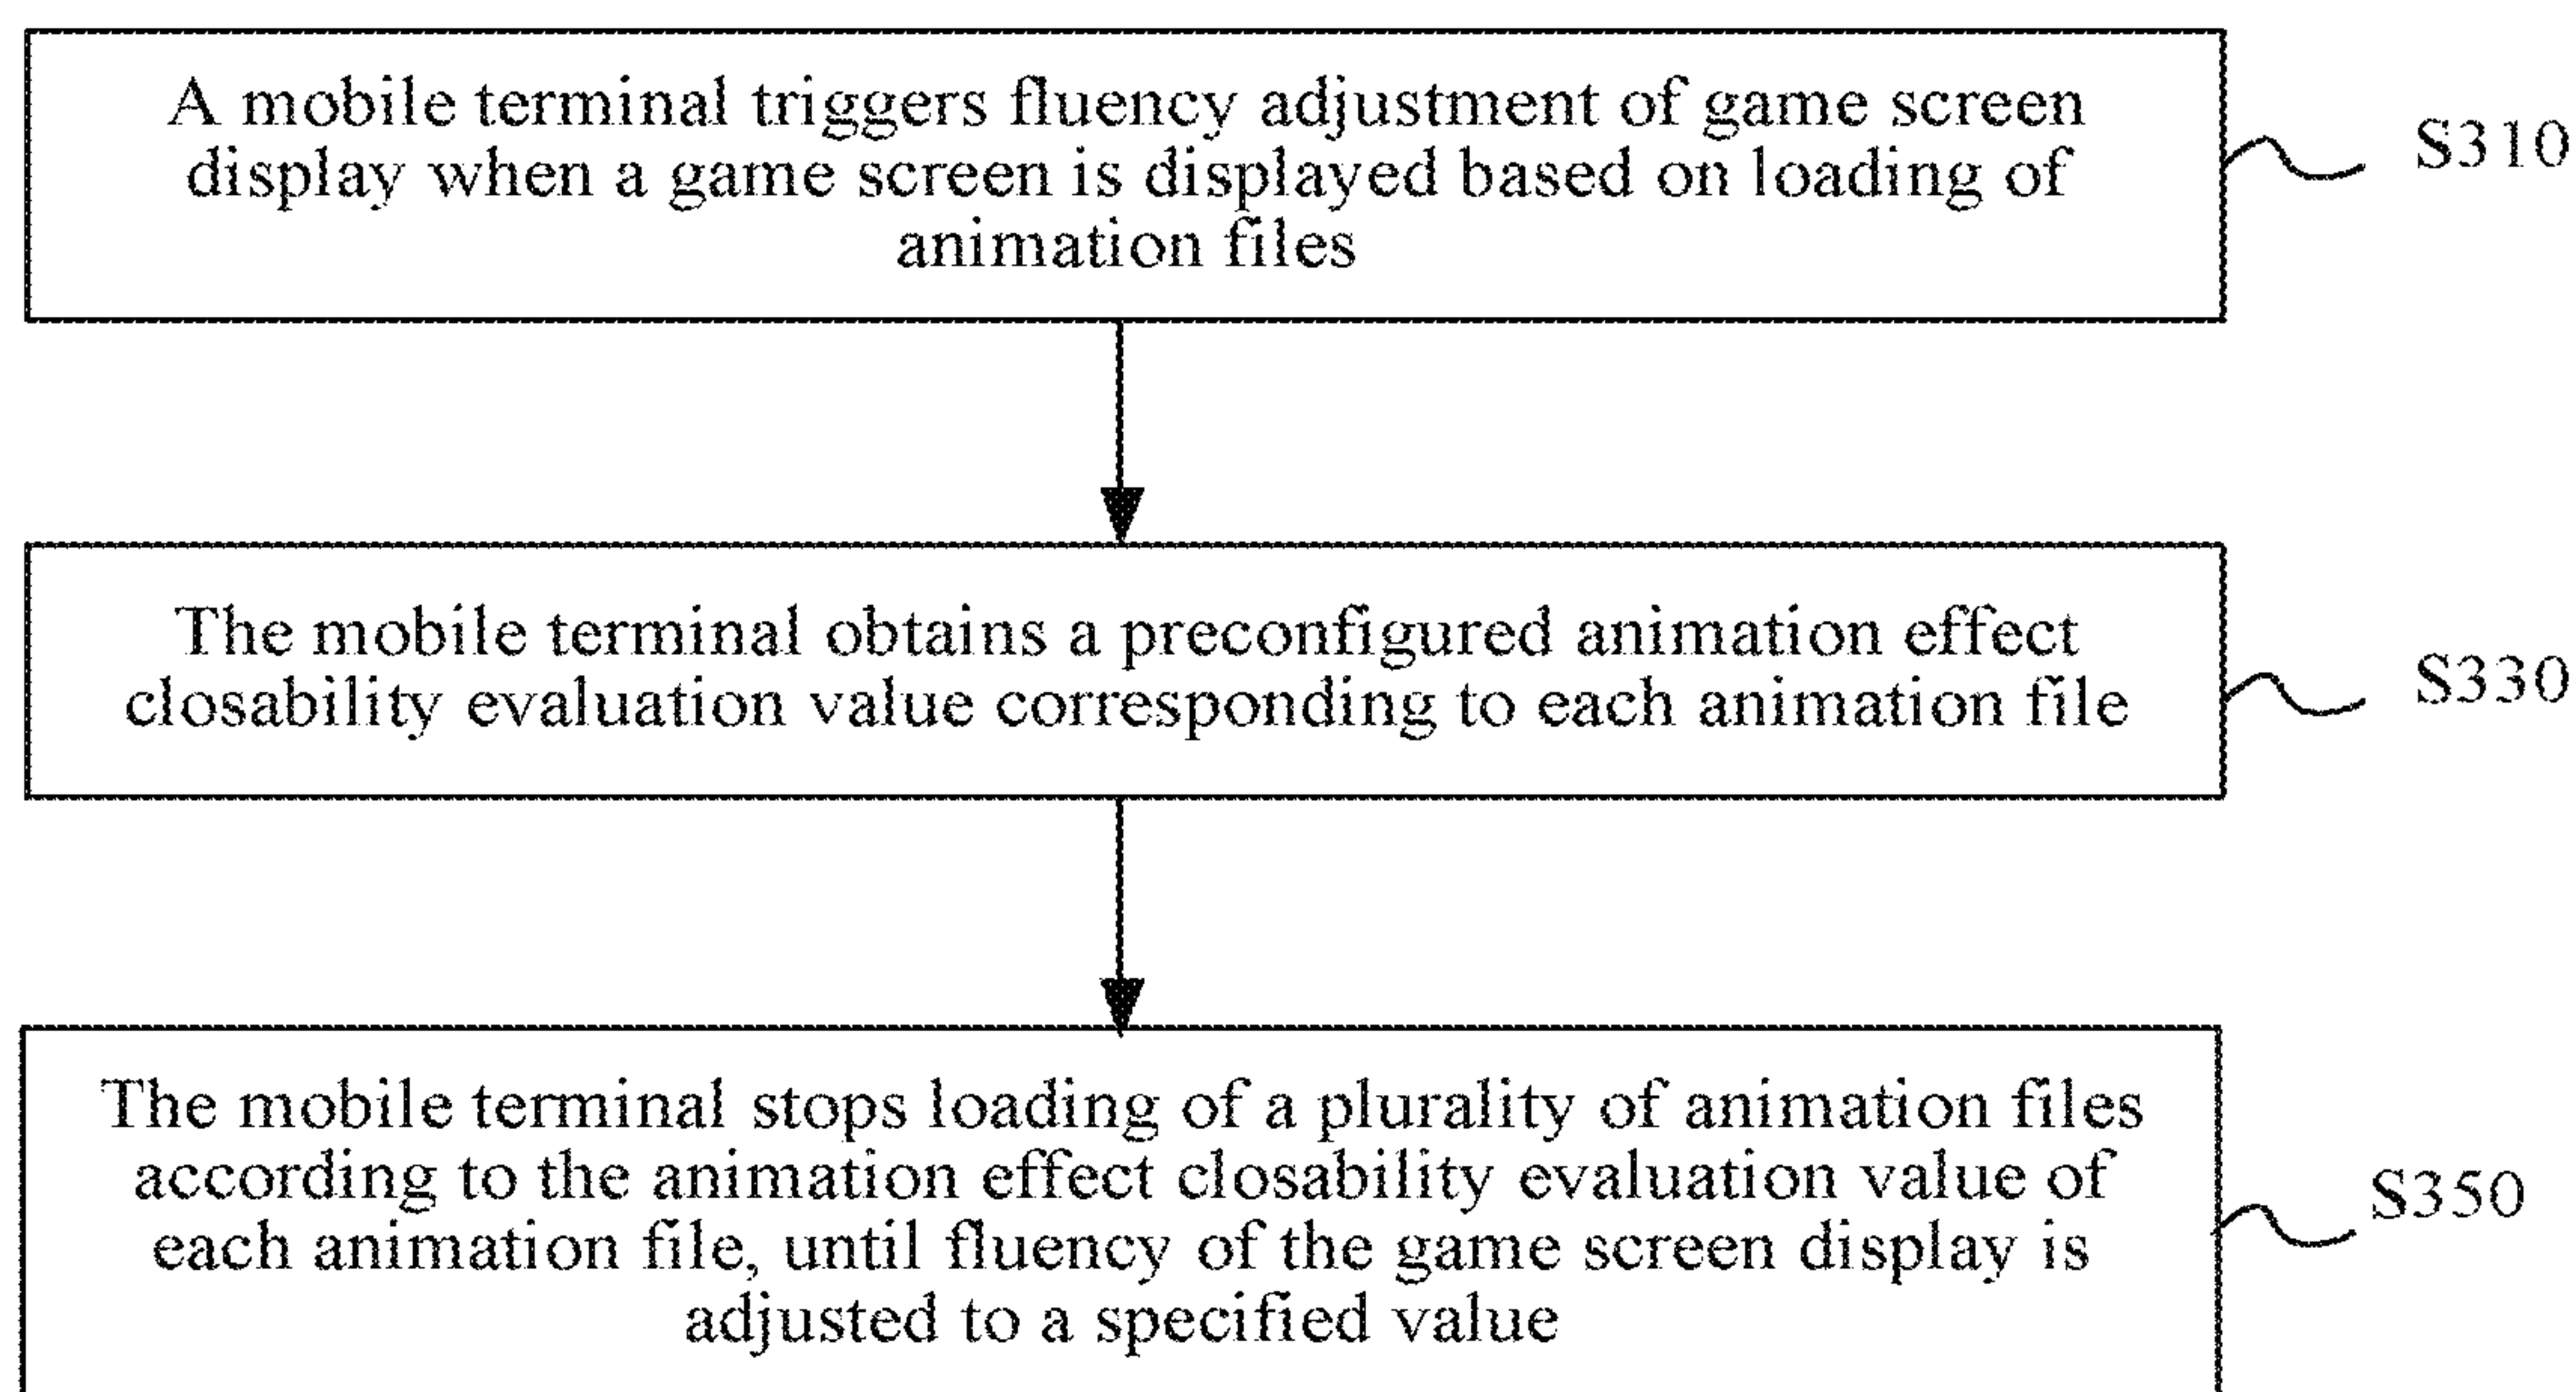 A mobile terminal triggers fluency adjustment of game screen
display when a game screen is displayed based on loading of
animation files
S310
The mobile terminal obtains a preconfigured animation effect
closability evaluation value corresponding to each animation file
S330
The mobile terminal stops loading of a plurality of animation files
according to the animation effect closability evaluation value of
each animation file, until fluency of the game screen display is
adjusted to a specified value
S350